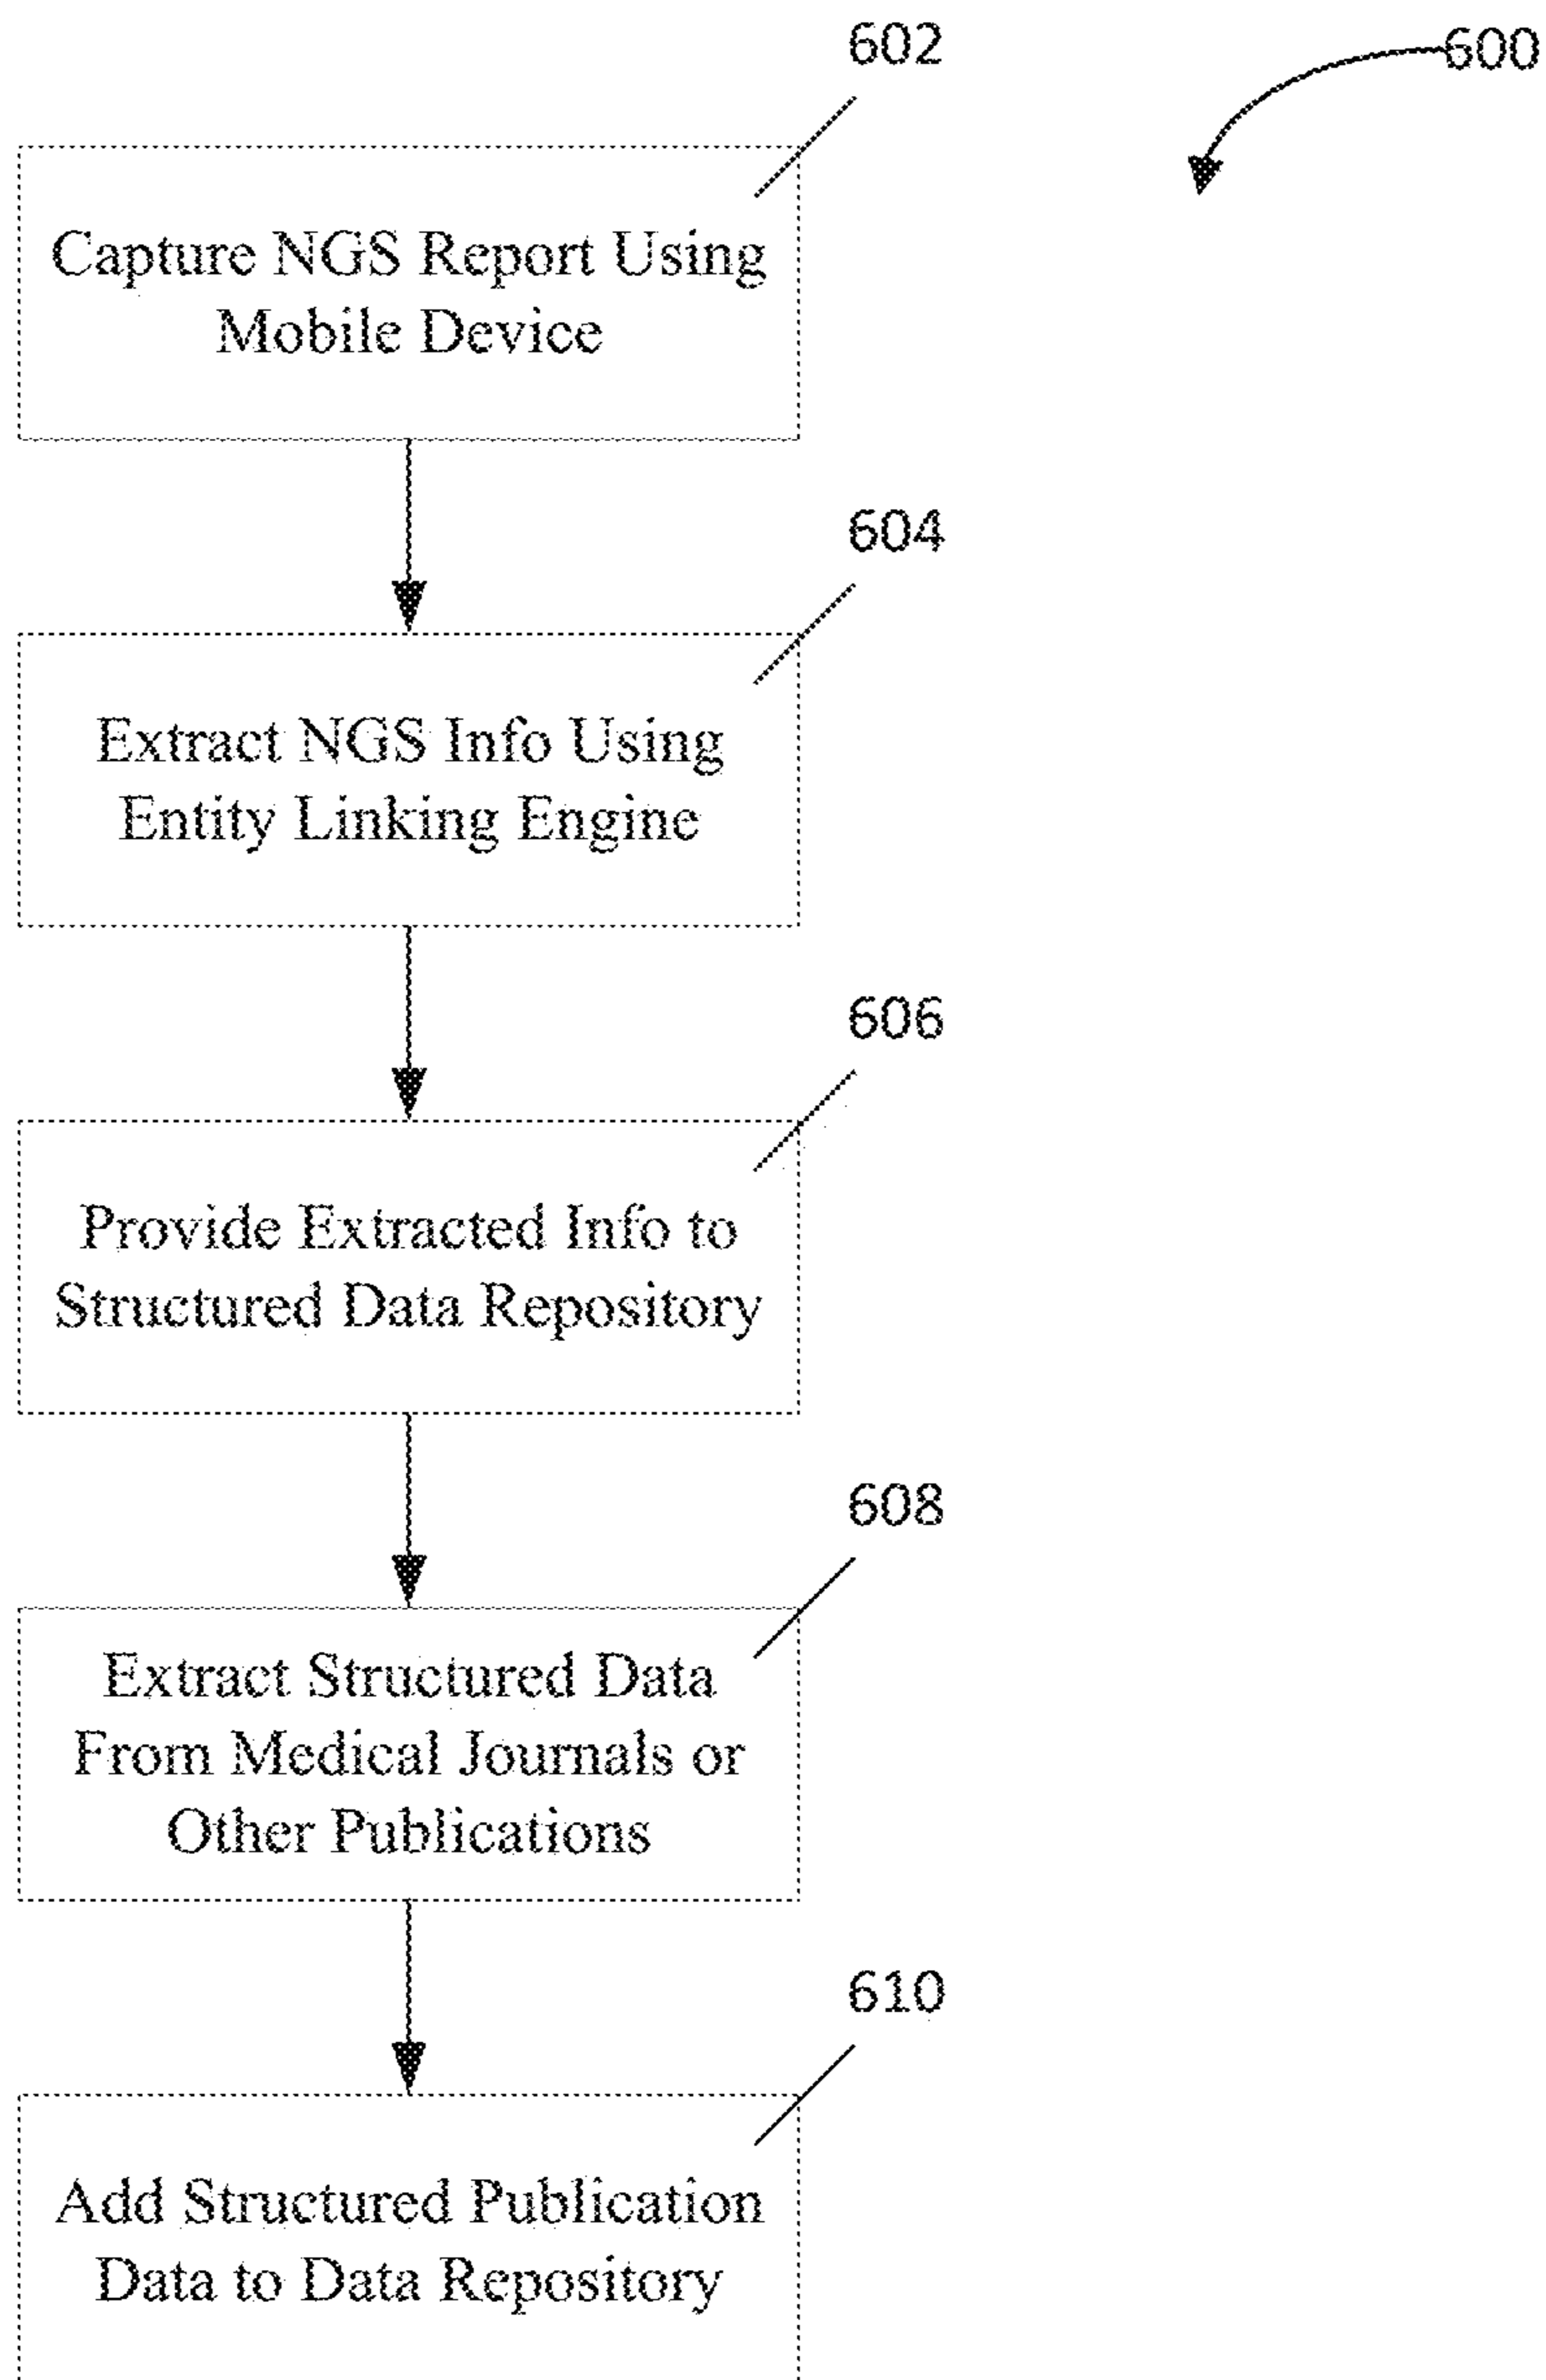 602
600
Capture NGS Report Using
Mobile Device
604
Extract NGS Info Using
Entity Linking Engine
606
Provide Extracted Info to
Structured Data Repository
608
Extract Structured Data
From Medical Journals or
Other Publications
610
Add Structured Publication
Data to Data Repository